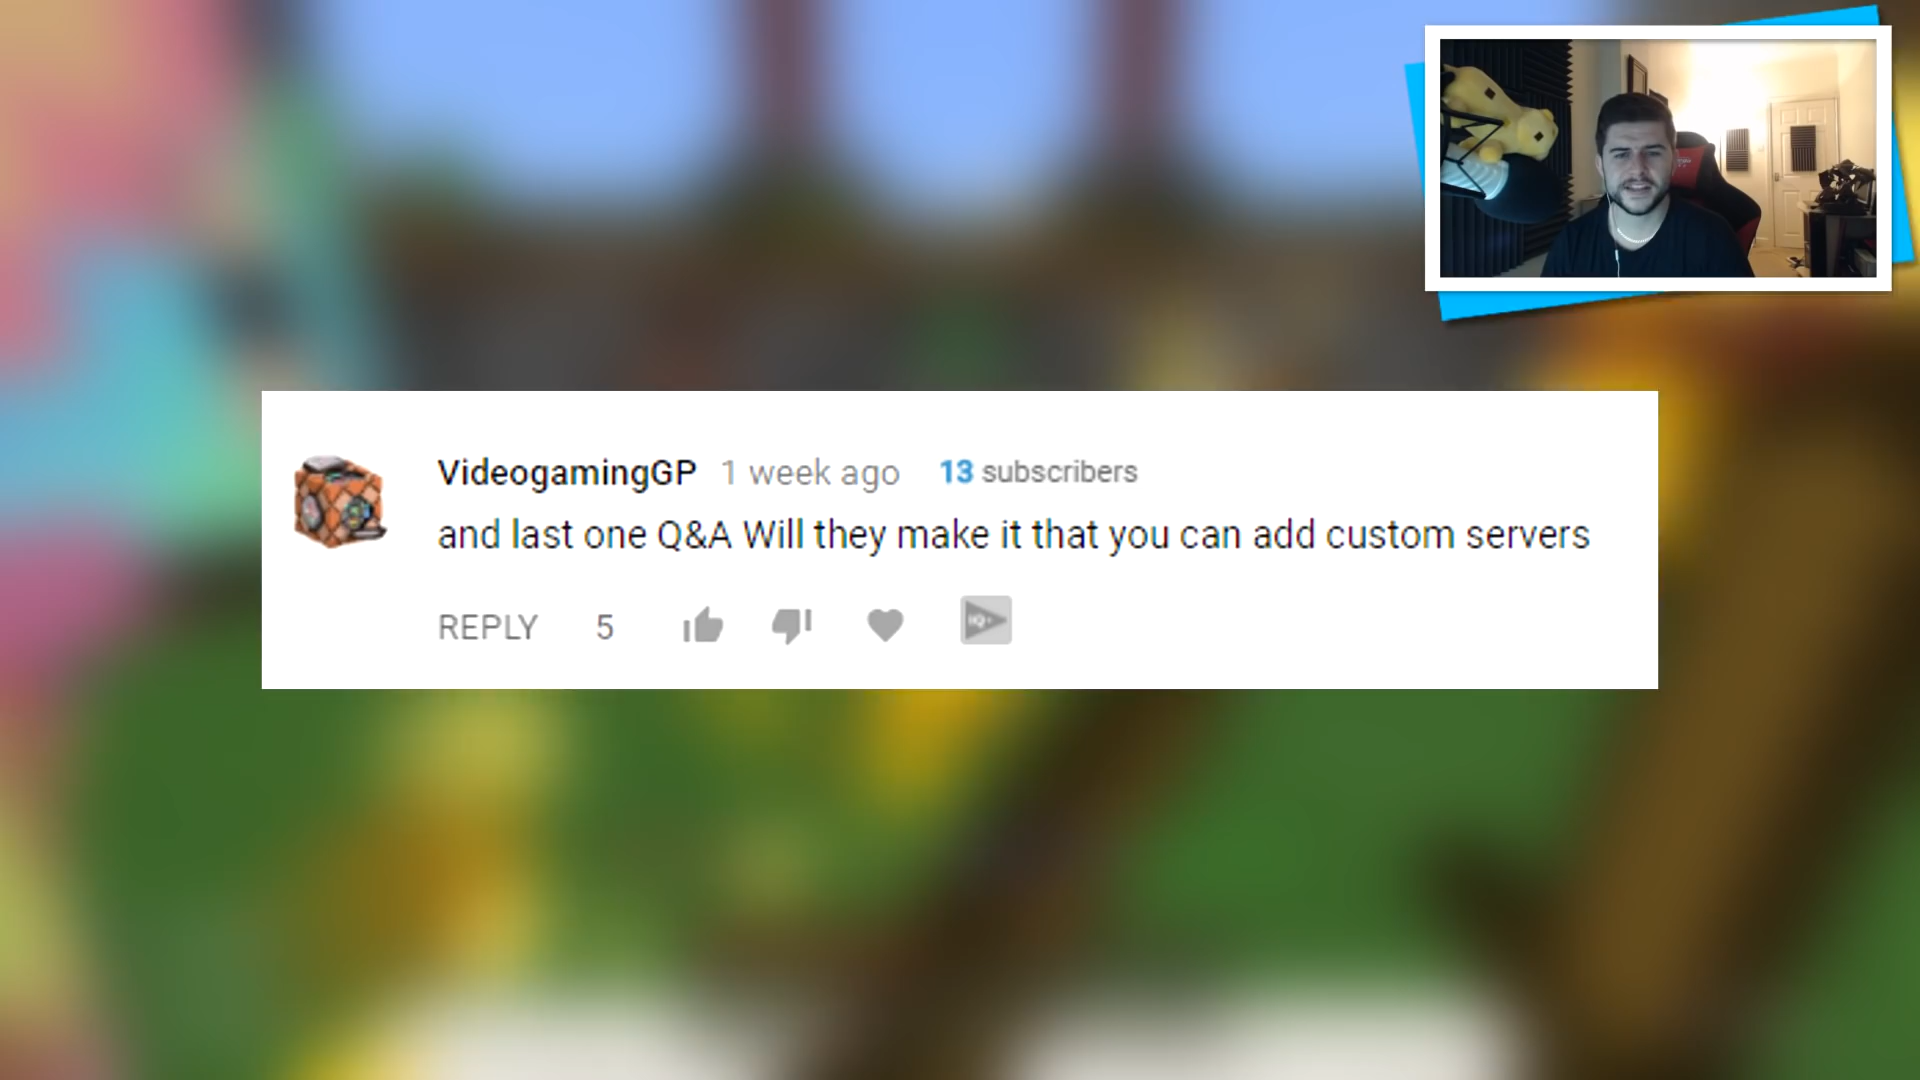 VideogamingGP 1 week ago 13 subscribers
and last one Q&A Will they make it that you can add custom servers
REPLY 5